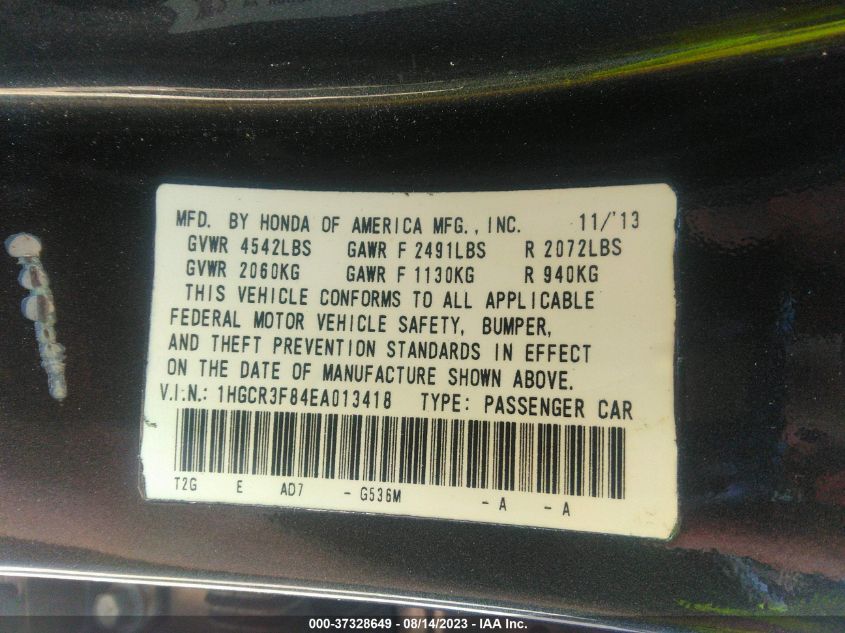 MFD. BY HONDA OF AMERICA MFG., INC. 11/'13
GVWR 4542LBS GAWR F 2491LBS R 2072LBS
GVWR 2060KG GAWR F 1130KG R 940KG
THIS VEHICLE CONFORMS TO ALL APPLICABLE
FEDERAL MOTOR VEHICLE SAFETY, BUMPER,
AND THEFT PREVENTION STANDARDS IN EFFECT
ON THE DATE OF MANUFACTURE SHOWN ABOVE.
V.I.N.: 1HGCR3F84EA013418 TYPE: PASSENGER CAR
T2G E AD7 - G536M - A - A
000-37328649 - 08/14/2023 - IAA Inc.